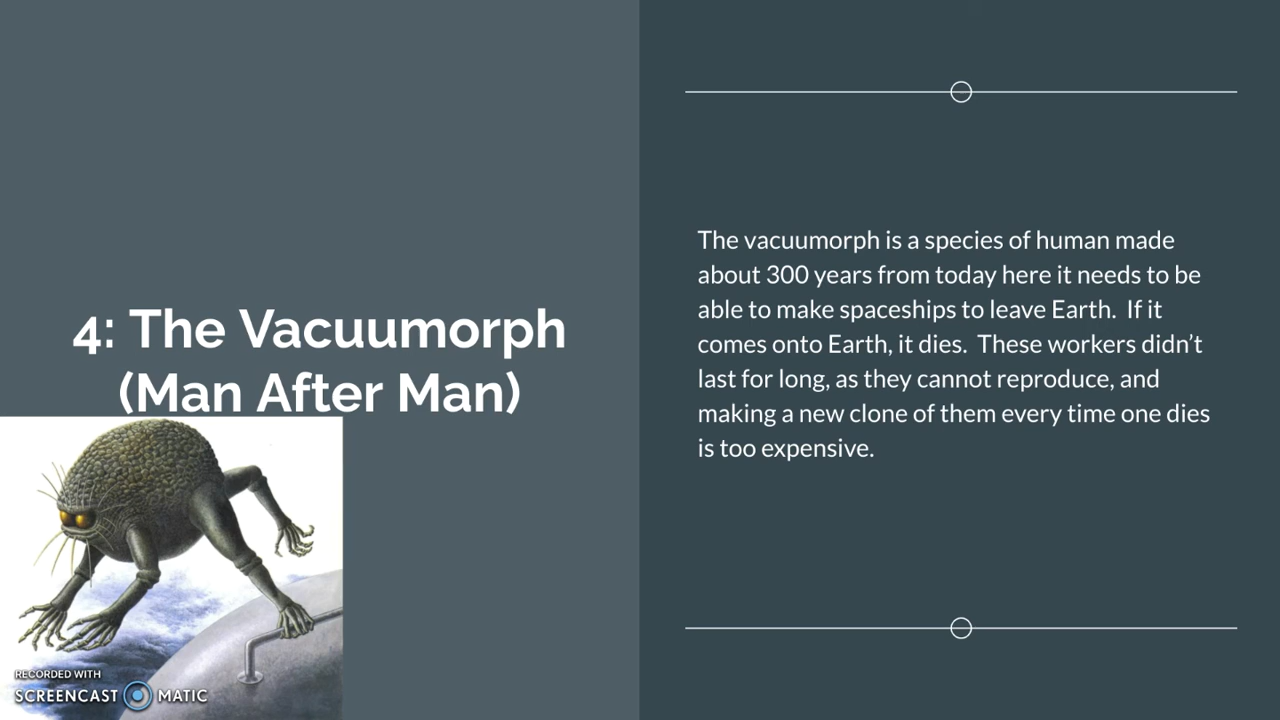 4: The Vacuumorph
(Man After Man)
The vacuumorph is a species of human made
about 300 years from today here it needs to be
able to make spaceships to leave Earth.  If it
comes onto Earth, it dies.  These workers didn’t
last for long, as they cannot reproduce, and
making a new clone of them every time one dies
is too expensive.
RECORDED WITH
SCREENCAST MATIC